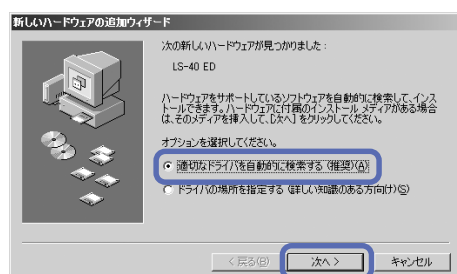 新しいハードウェアの追加ウィザード
次の新しいハードウェアが見つかりました:
LS-40 ED
ハードウェアをサポートしているソフトウェアを自動的に検索して、インス
トールできます。ハードウェアに付属のインストール メディアがある場合
は、そのメディアを挿入して、[次へ] をクリックしてください。
オプションを選択してください。
適切なドライバを自動的に検索する (推奨)(A)
ドライバの場所を指定する (詳しい知識のある方向け)(S)
< 戻る(B)
次へ >
キャンセル